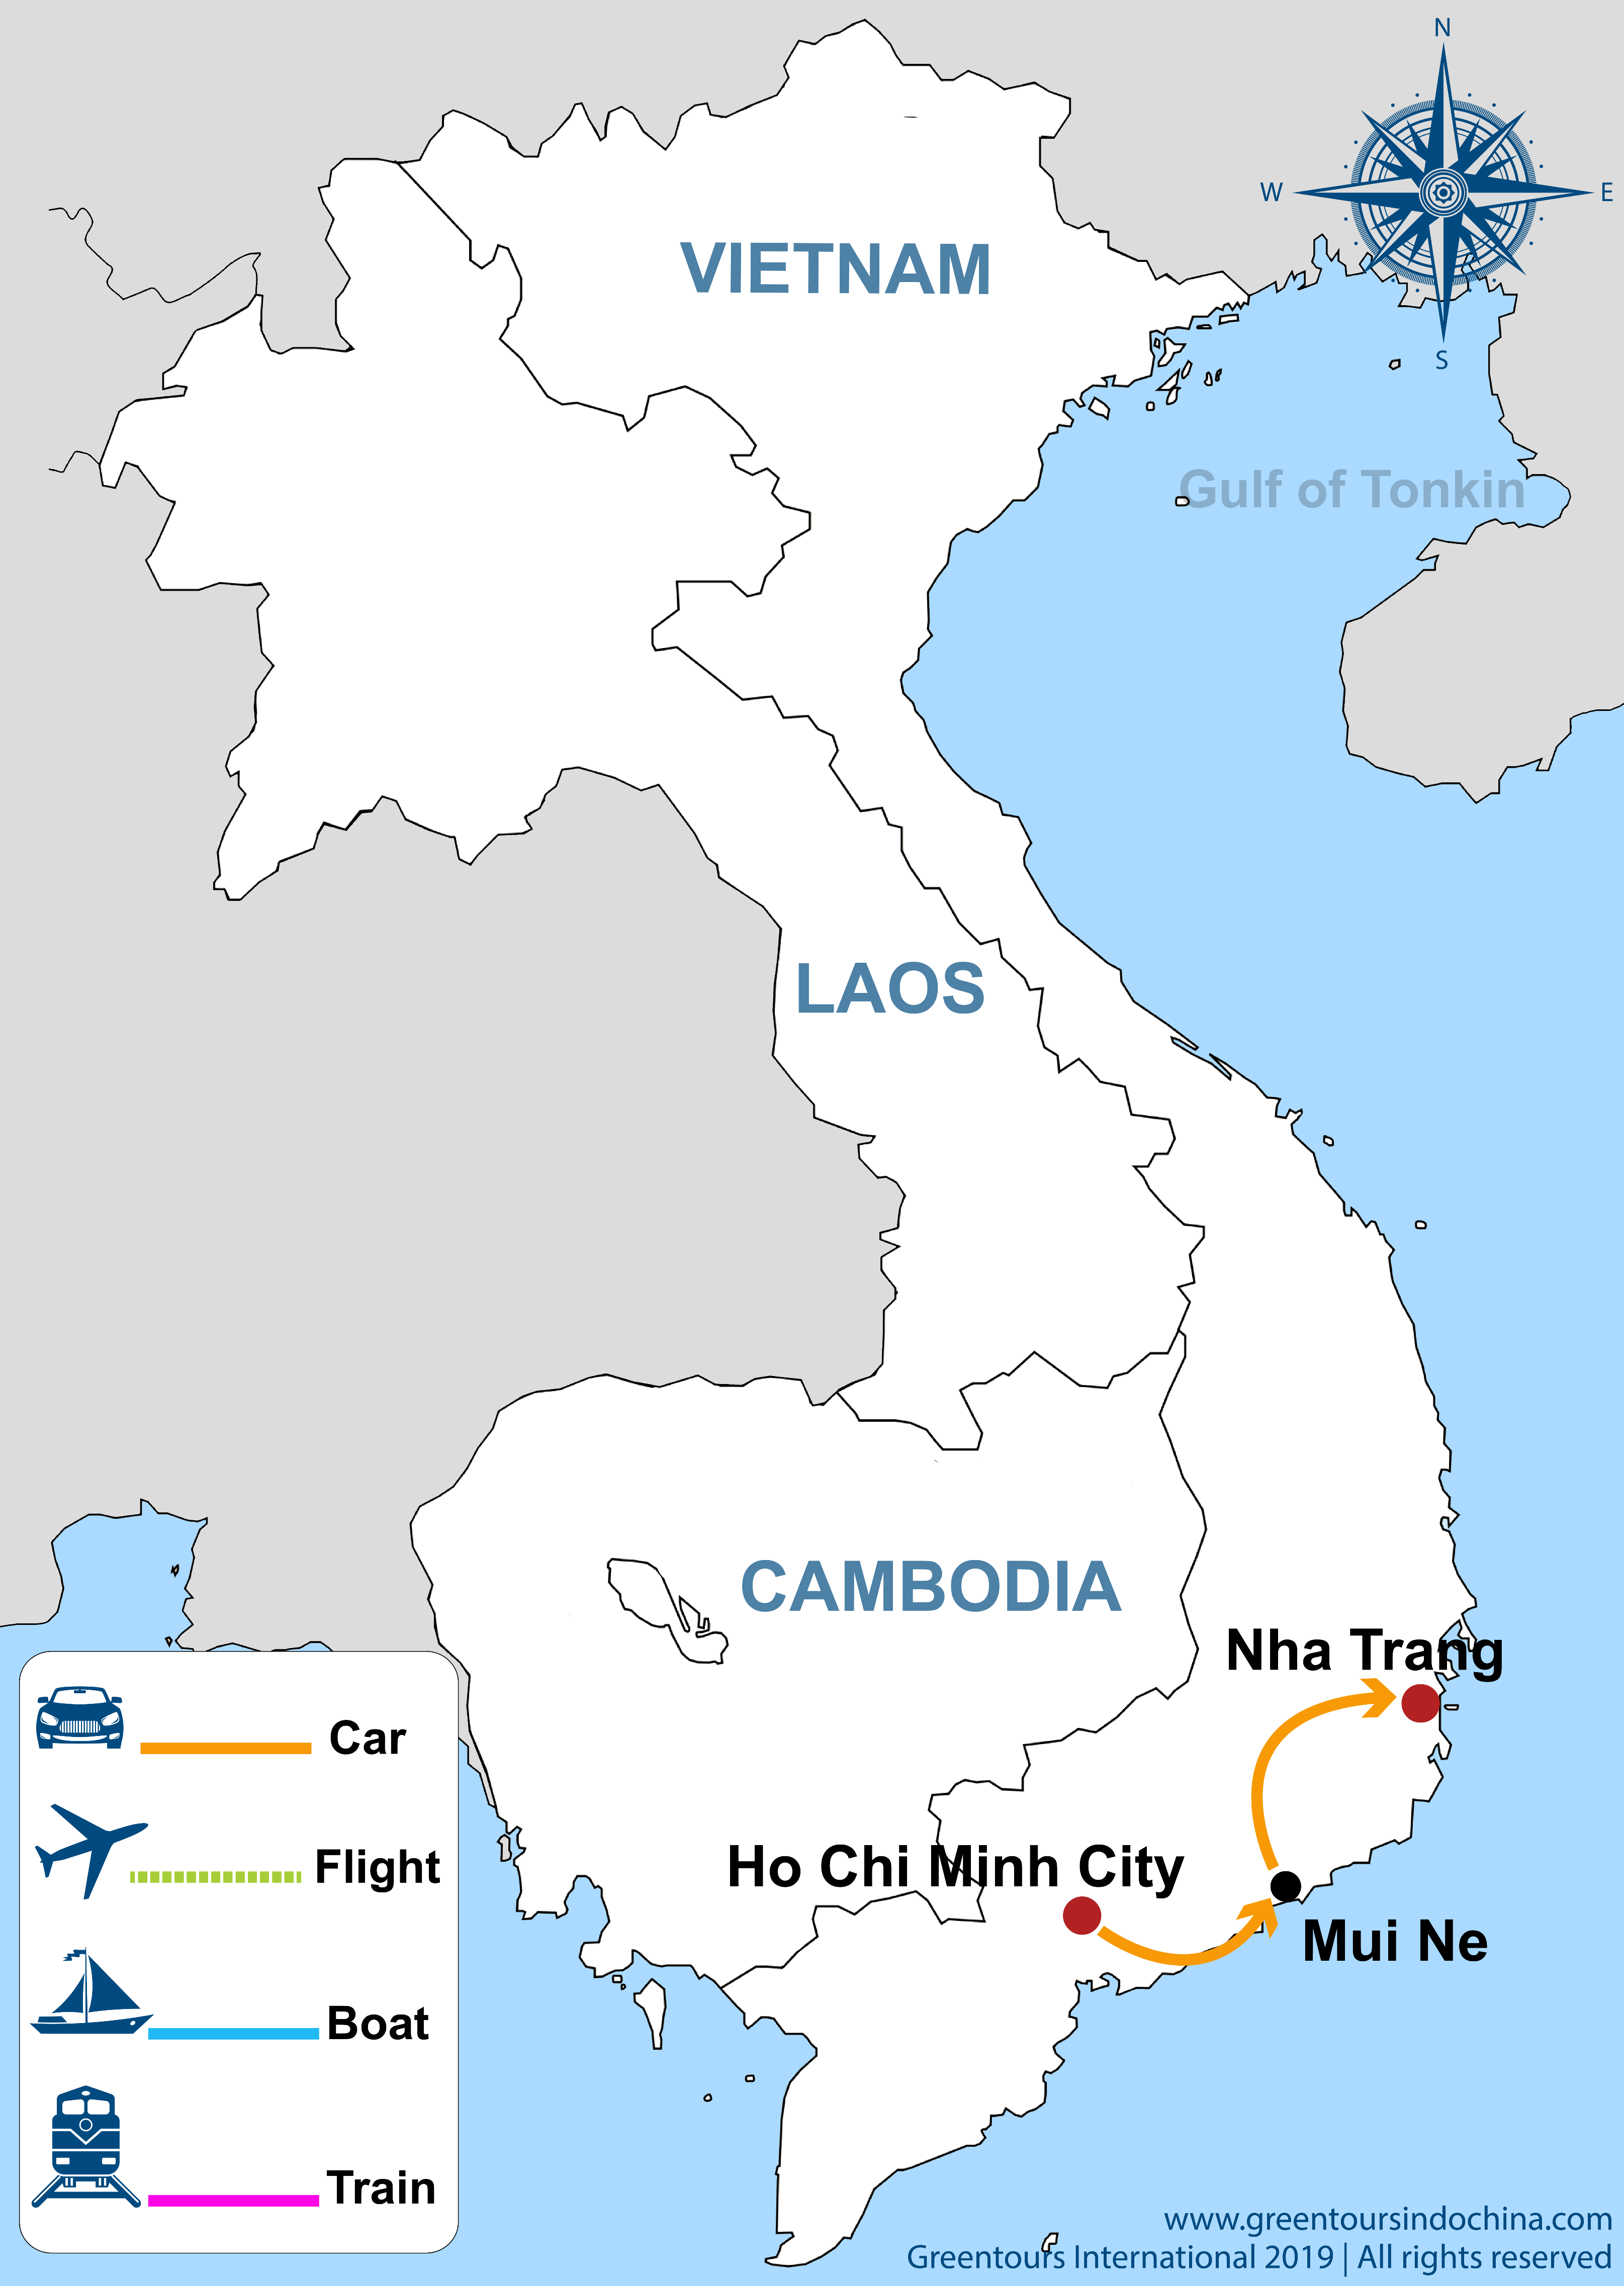 N
W
E
S
VIETNAM
Gulf of Tonkin
LAOS
CAMBODIA
Nha Trang
Ho Chi Minh City
Mui Ne
Car
Flight
Boat
Train
www.greentoursindochina.com
Greentours International 2019 | All rights reserved